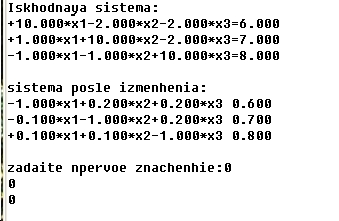 Iskhodnaya sistema:
+10.000*x1-2.000*x2-2.000*x3=6.000
+1.000*x1+10.000*x2-2.000*x3=7.000
-1.000*x1-1.000*x2+10.000*x3=8.000
sistema posle izmenhenia:
-1.000*x1+0.200*x2+0.200*x3 0.600
-0.100*x1-1.000*x2+0.200*x3 0.700
+0.100*x1+0.100*x2-1.000*x3 0.800
zadaite npervoe znachenhie:0
0
0